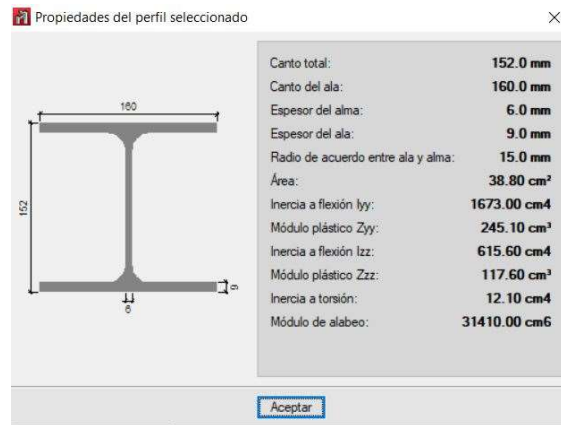 Propiedades del perfil seleccionado
160
152
9
6
Canto total: 152.0 mm
Canto del ala: 160.0 mm
Espesor del alma: 6.0 mm
Espesor del ala: 9.0 mm
Radio de acuerdo entre ala y alma: 15.0 mm
Área: 38.80 cm²
Inercia a flexión Iyy: 1673.00 cm4
Módulo plástico Zyy: 245.10 cm³
Inercia a flexión Izz: 615.60 cm4
Módulo plástico Zzz: 117.60 cm³
Inercia a torsión: 12.10 cm4
Módulo de alabeo: 31410.00 cm6
Aceptar